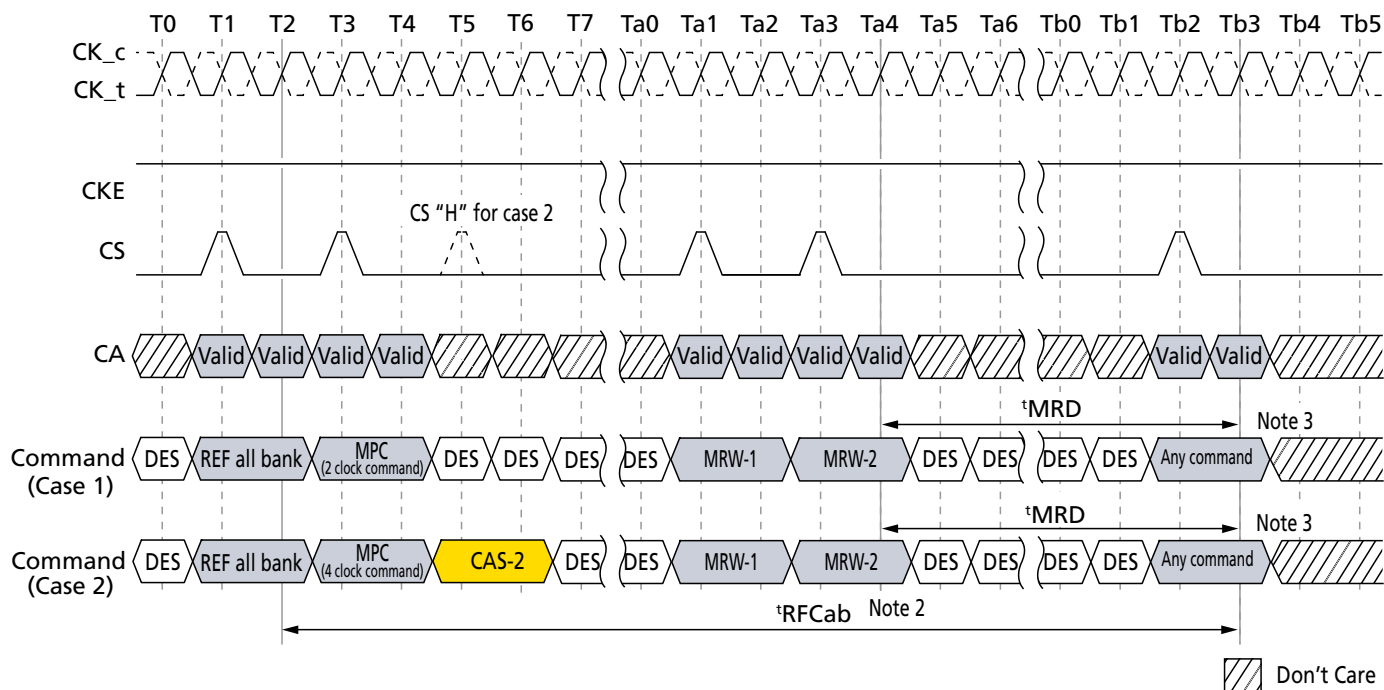 T0 T1 T2 T3 T4 T5 T6 T7 Ta0 Ta1 Ta2 Ta3 Ta4 Ta5 Ta6 Tb0 Tb1 Tb2 Tb3 Tb4 Tb5
CK_c
CK_t
CKE
CS “H” for case 2
CS
CA Valid Valid Valid Valid Valid Valid Valid Valid Valid Valid
tMRD Note 3
Command (Case 1) DES REF all bank MPC (2 clock command) DES DES DES DES MRW-1 MRW-2 DES DES DES DES Any command
tMRD Note 3
Command (Case 2) DES REF all bank MPC (4 clock command) CAS-2 DES DES MRW-1 MRW-2 DES DES DES DES Any command
tRFCab Note 2
Don't Care